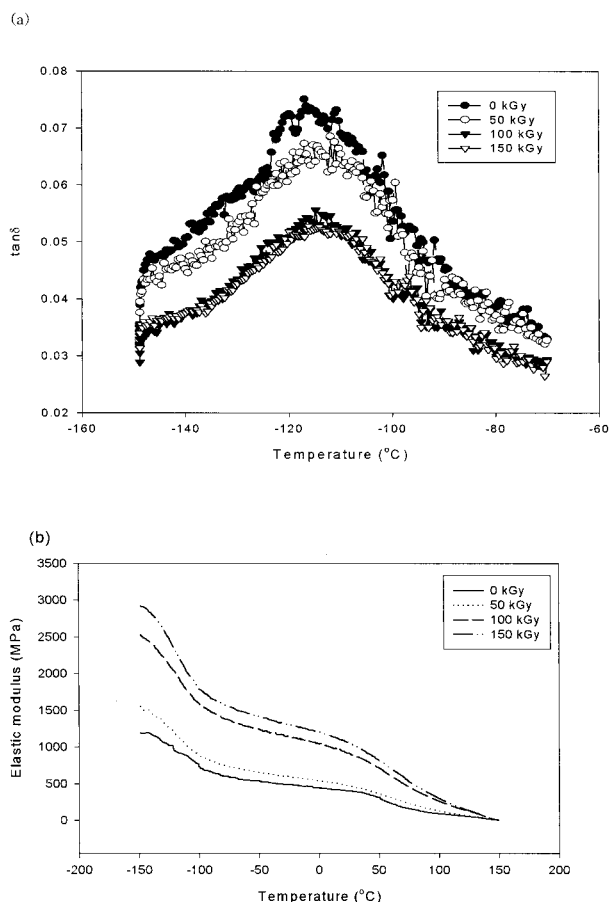 (a)
0.08
0.07
0.06
0.05
0.04
0.03
0.02
tanδ
0 kGy
50 kGy
100 kGy
150 kGy
-160 -140 -120 -100 -80 -60
Temperature (°C)
(b)
3500
3000
2500
2000
1500
1000
500
0
Elastic modulus (MPa)
0 kGy
50 kGy
100 kGy
150 kGy
-200 -150 -100 -50 0 50 100 150 200
Temperature (°C)